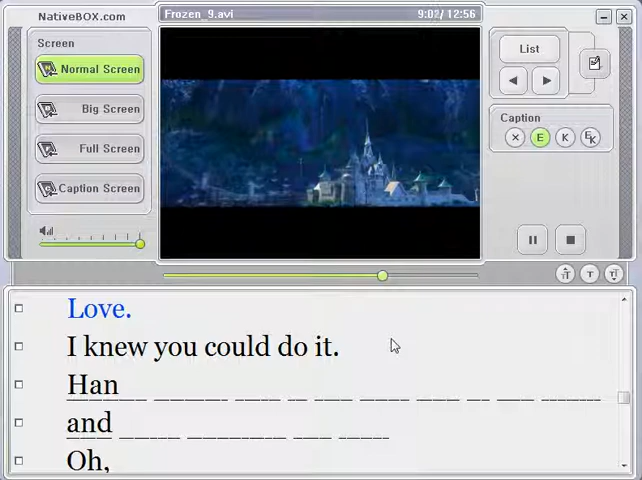 NativeBOX.com
Frozen_9.avi
9:02/ 12:56
Screen
Normal Screen
Big Screen
Full Screen
Caption Screen
List
Caption
E
K
EK
T
T
T
Love.
I knew you could do it.
Han
and
Oh,